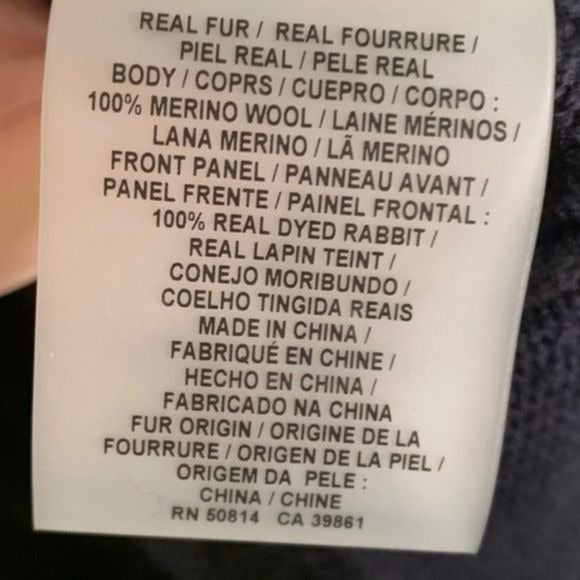 REAL FUR / REAL FOURRURE /
PIEL REAL / PELE REAL
BODY / COPRS / CUEPRO / CORPO :
100% MERINO WOOL / LAINE MÉRINOS /
LANA MERINO / LÃ MERINO
FRONT PANEL / PANNEAU AVANT /
PANEL FRENTE / PAINEL FRONTAL :
100% REAL DYED RABBIT /
REAL LAPIN TEINT /
CONEJO MORIBUNDO /
COELHO TINGIDA REAIS
MADE IN CHINA /
FABRIQUÉ EN CHINE /
HECHO EN CHINA /
FABRICADO NA CHINA
FUR ORIGIN / ORIGINE DE LA
FOURRURE / ORIGEN DE LA PIEL /
ORIGEM DA PELE :
CHINA / CHINE
RN 50814 CA 39861